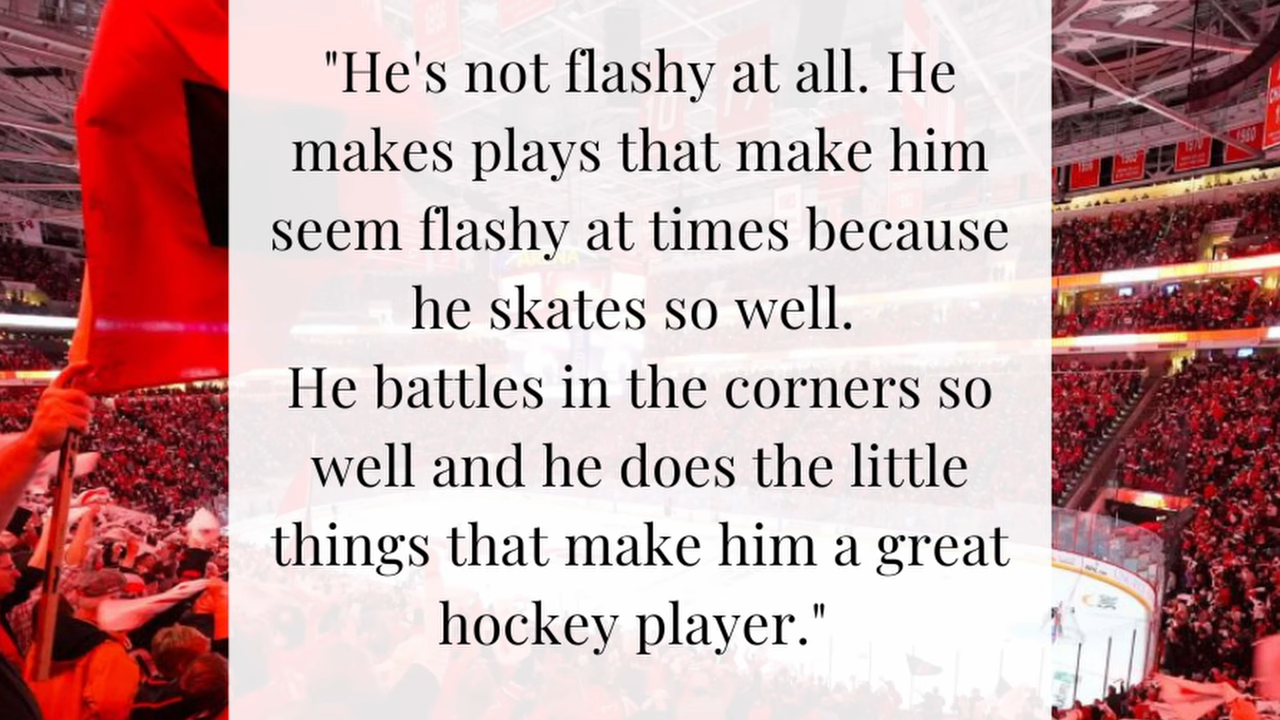 "He's not flashy at all. He
makes plays that make him
seem flashy at times because
he skates so well.
He battles in the corners so
well and he does the little
things that make him a great
hockey player."
1970
1980